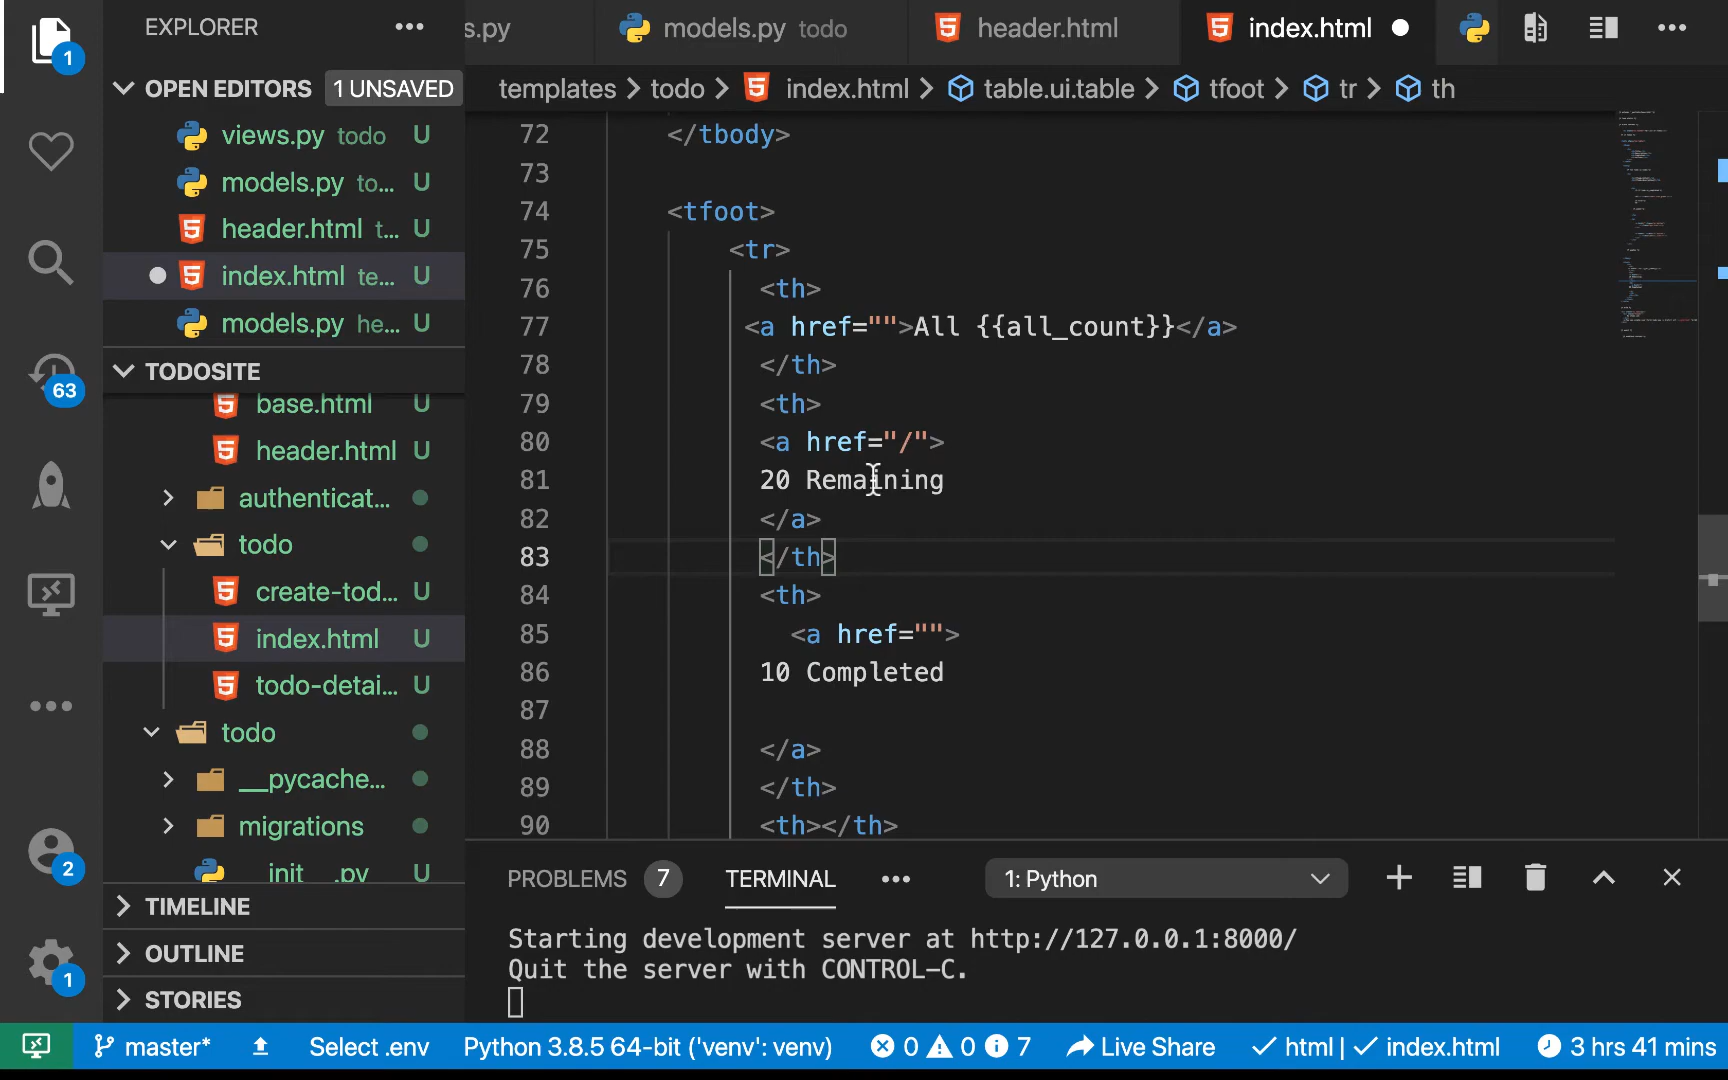 EXPLORER
s.py
models.py todo
header.html
index.html
1
OPEN EDITORS
1 UNSAVED
templates > todo > index.html > table.ui.table > tfoot > tr > th
views.py todo U
models.py to... U
header.html t... U
index.html te... U
models.py he... U
TODOSITE
63
base.html U
header.html U
authenticat...
todo
create-tod... U
index.html U
todo-detai... U
todo
__pycache...
migrations
init .py U
2
TIMELINE
OUTLINE
STORIES
1
72 </tbody>
73
74 <tfoot>
75 <tr>
76 <th>
77 <a href="">All {{all_count}}</a>
78 </th>
79 <th>
80 <a href="/">
81 20 Remaining
82 </a>
83 </th>
84 <th>
85 <a href="">
86 10 Completed
87
88 </a>
89 </th>
90 <th></th>
PROBLEMS 7 TERMINAL 1: Python
Starting development server at http://127.0.0.1:8000/
Quit the server with CONTROL-C.
master* Select .env Python 3.8.5 64-bit ('venv': venv) 0 0 7 Live Share html | index.html 3 hrs 41 mins